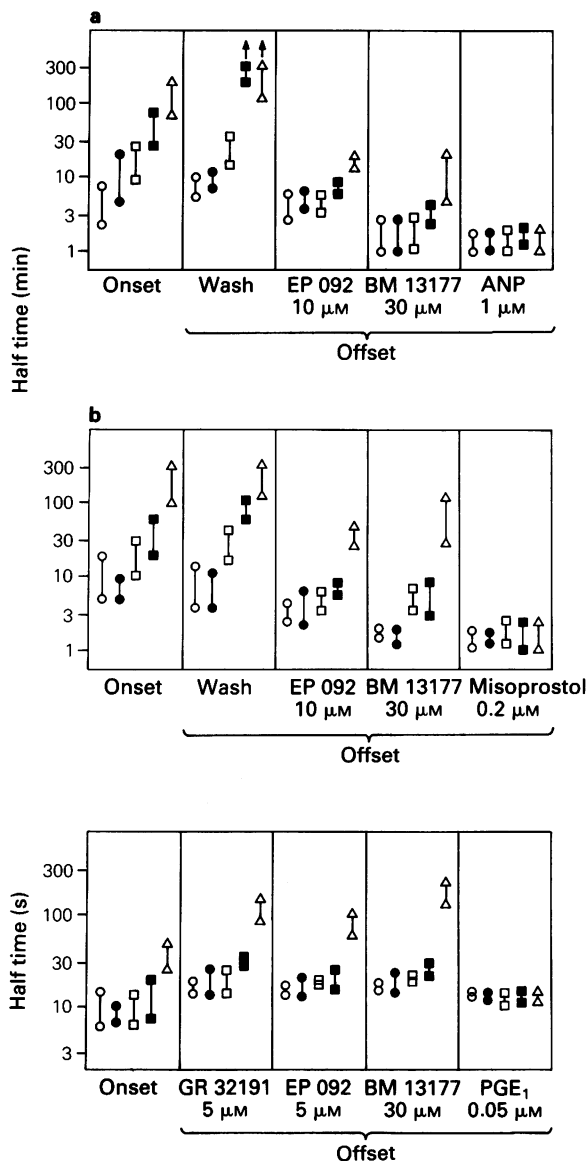 a
Half time (min)
300
100
30
10
3
1
Onset Wash EP 092 BM 13177 ANP
10 μM 30 μM 1 μM
Offset
b
300
100
30
10
3
1
Onset Wash EP 092 BM 13177 Misoprostol
10 μM 30 μM 0.2 μM
Offset
Half time (s)
300
100
30
10
3
Onset GR 32191 EP 092 BM 13177 PGE₁
5 μM 5 μM 30 μM 0.05 μM
Offset